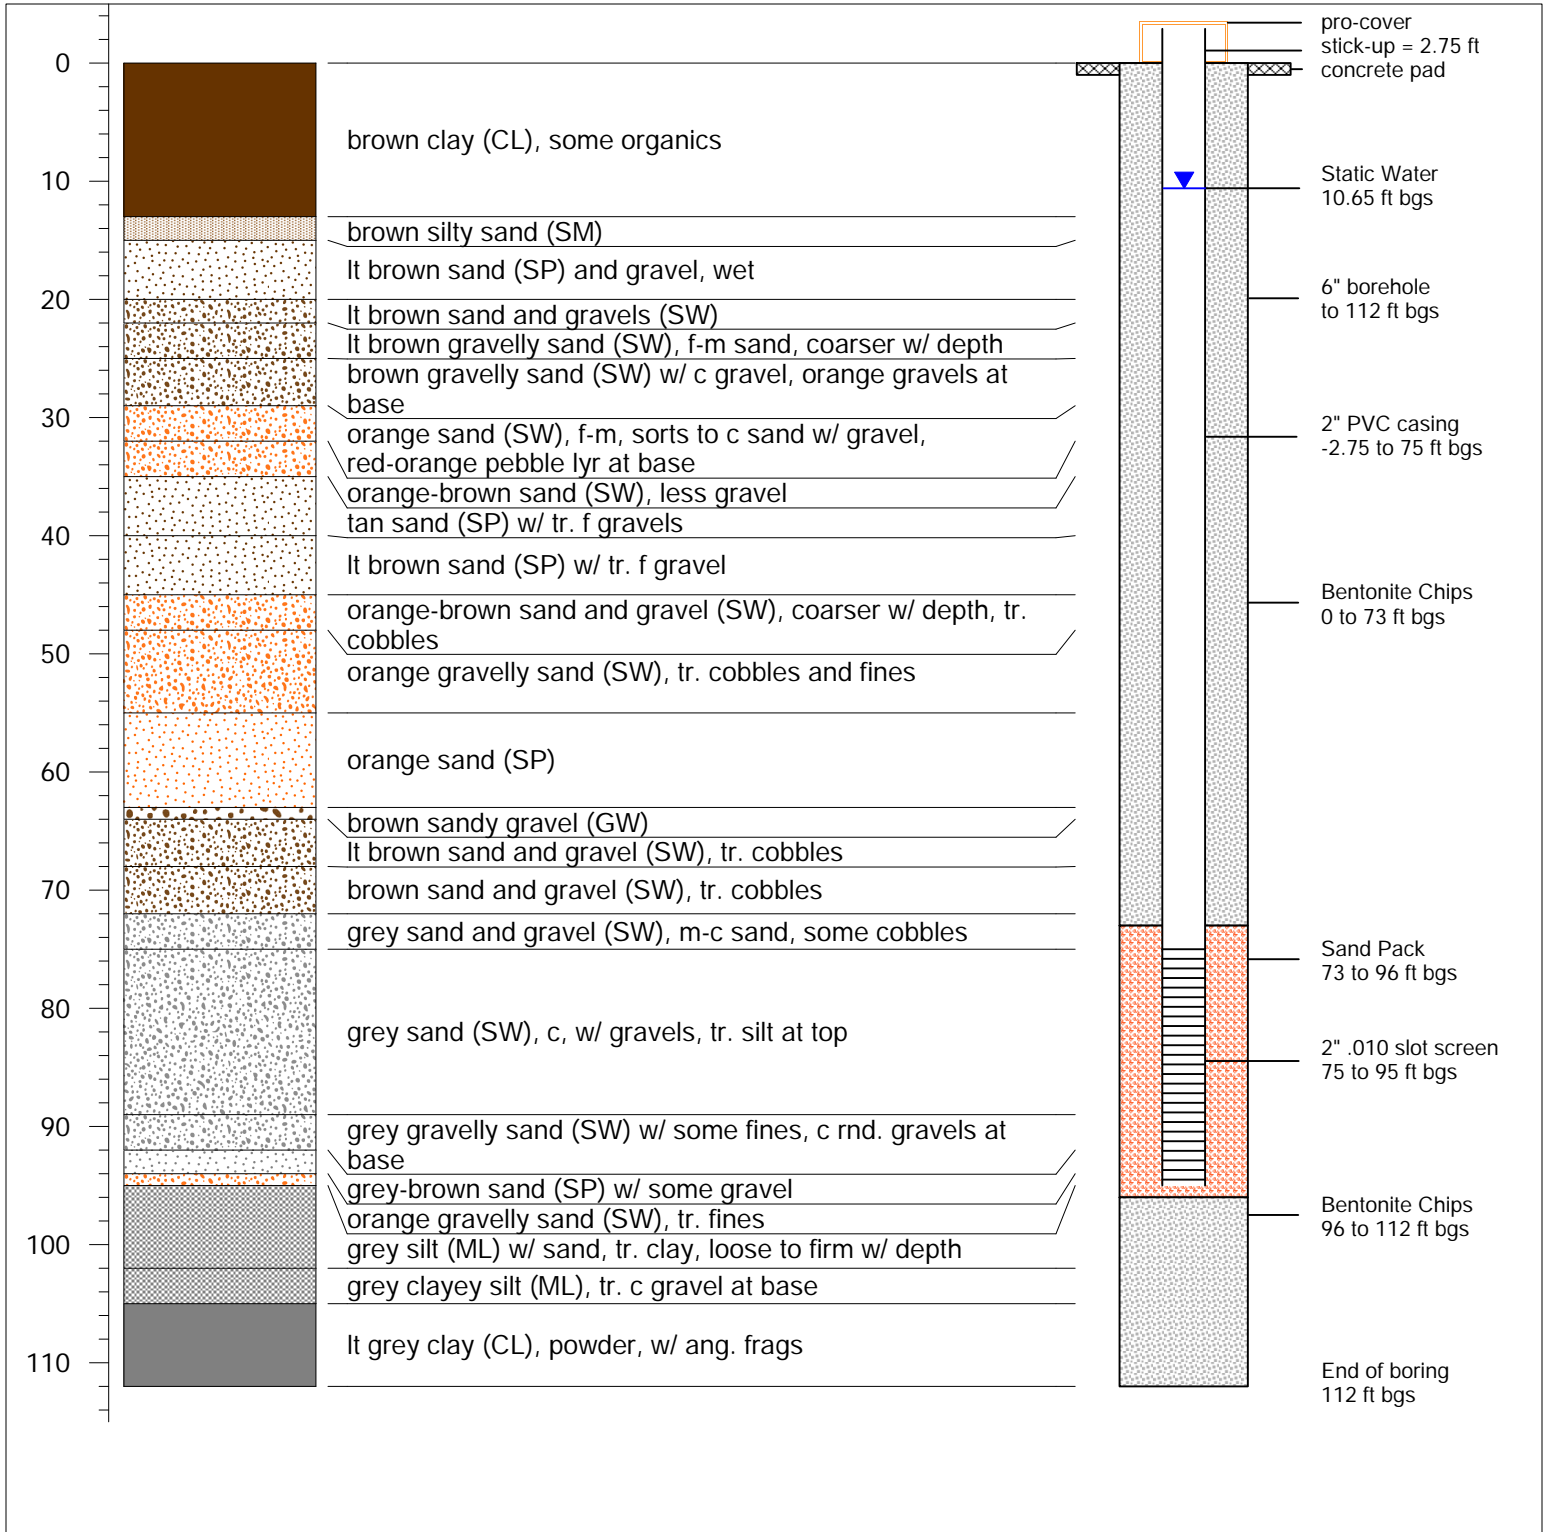 0
10
20
30
40
50
60
70
80
90
100
110
brown clay (CL), some organics
brown silty sand (SM)
lt brown sand (SP) and gravel, wet
lt brown sand and gravels (SW)
lt brown gravelly sand (SW), f-m sand, coarser w/ depth
brown gravelly sand (SW) w/ c gravel, orange gravels at
base
orange sand (SW), f-m, sorts to c sand w/ gravel,
red-orange pebble lyr at base
orange-brown sand (SW), less gravel
tan sand (SP) w/ tr. f gravels
lt brown sand (SP) w/ tr. f gravel
orange-brown sand and gravel (SW), coarser w/ depth, tr.
cobbles
orange gravelly sand (SW), tr. cobbles and fines
orange sand (SP)
brown sandy gravel (GW)
lt brown sand and gravel (SW), tr. cobbles
brown sand and gravel (SW), tr. cobbles
grey sand and gravel (SW), m-c sand, some cobbles
grey sand (SW), c, w/ gravels, tr. silt at top
grey gravelly sand (SW) w/ some fines, c rnd. gravels at
base
grey-brown sand (SP) w/ some gravel
orange gravelly sand (SW), tr. fines
grey silt (ML) w/ sand, tr. clay, loose to firm w/ depth
grey clayey silt (ML), tr. c gravel at base
lt grey clay (CL), powder, w/ ang. frags
pro-cover
stick-up = 2.75 ft
concrete pad
Static Water
10.65 ft bgs
6" borehole
to 112 ft bgs
2" PVC casing
-2.75 to 75 ft bgs
Bentonite Chips
0 to 73 ft bgs
Sand Pack
73 to 96 ft bgs
2" .010 slot screen
75 to 95 ft bgs
Bentonite Chips
96 to 112 ft bgs
End of boring
112 ft bgs